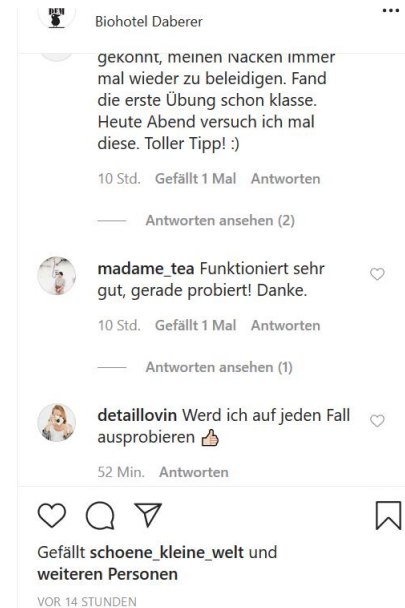 DFM
Biohotel Daberer
gekonnt, meinen Nacken immer
mal wieder zu beleidigen. Fand
die erste Übung schon klasse.
Heute Abend versuch ich mal
diese. Toller Tipp! :)
10 Std. Gefällt 1 Mal Antworten
Antworten ansehen (2)
madame_tea Funktioniert sehr
gut, gerade probiert! Danke.
10 Std. Gefällt 1 Mal Antworten
Antworten ansehen (1)
detaillovin Werd ich auf jeden Fall
ausprobieren 👍
52 Min. Antworten
Gefällt schoene_kleine_welt und
weiteren Personen
VOR 14 STUNDEN